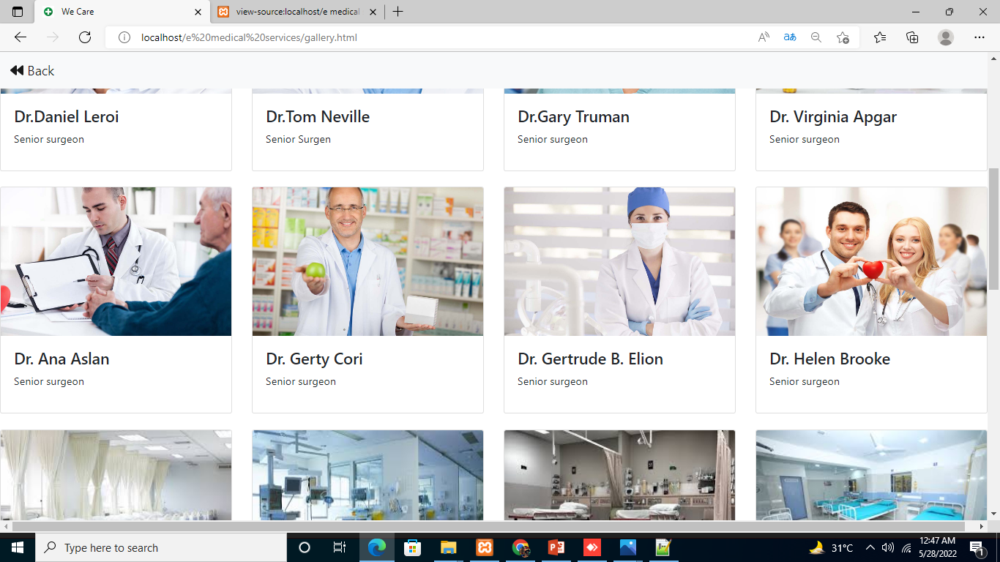 We Care
view-source:localhost/e medical
localhost/e%20medical%20services/gallery.html
Back
Dr.Daniel Leroi
Senior surgeon
Dr.Tom Neville
Senior Surgen
Dr.Gary Truman
Senior surgeon
Dr. Virginia Apgar
Senior surgeon
Dr. Ana Aslan
Senior surgeon
Dr. Gerty Cori
Senior surgeon
Dr. Gertrude B. Elion
Senior surgeon
Dr. Helen Brooke
Senior surgeon
Type here to search
31°C
12:47 AM
5/28/2022
1